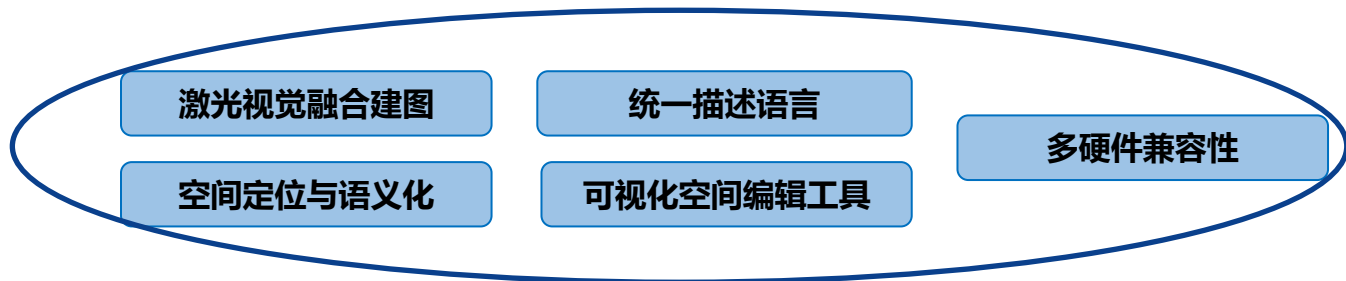 激光视觉融合建图
统一描述语言
多硬件兼容性
空间定位与语义化
可视化空间编辑工具